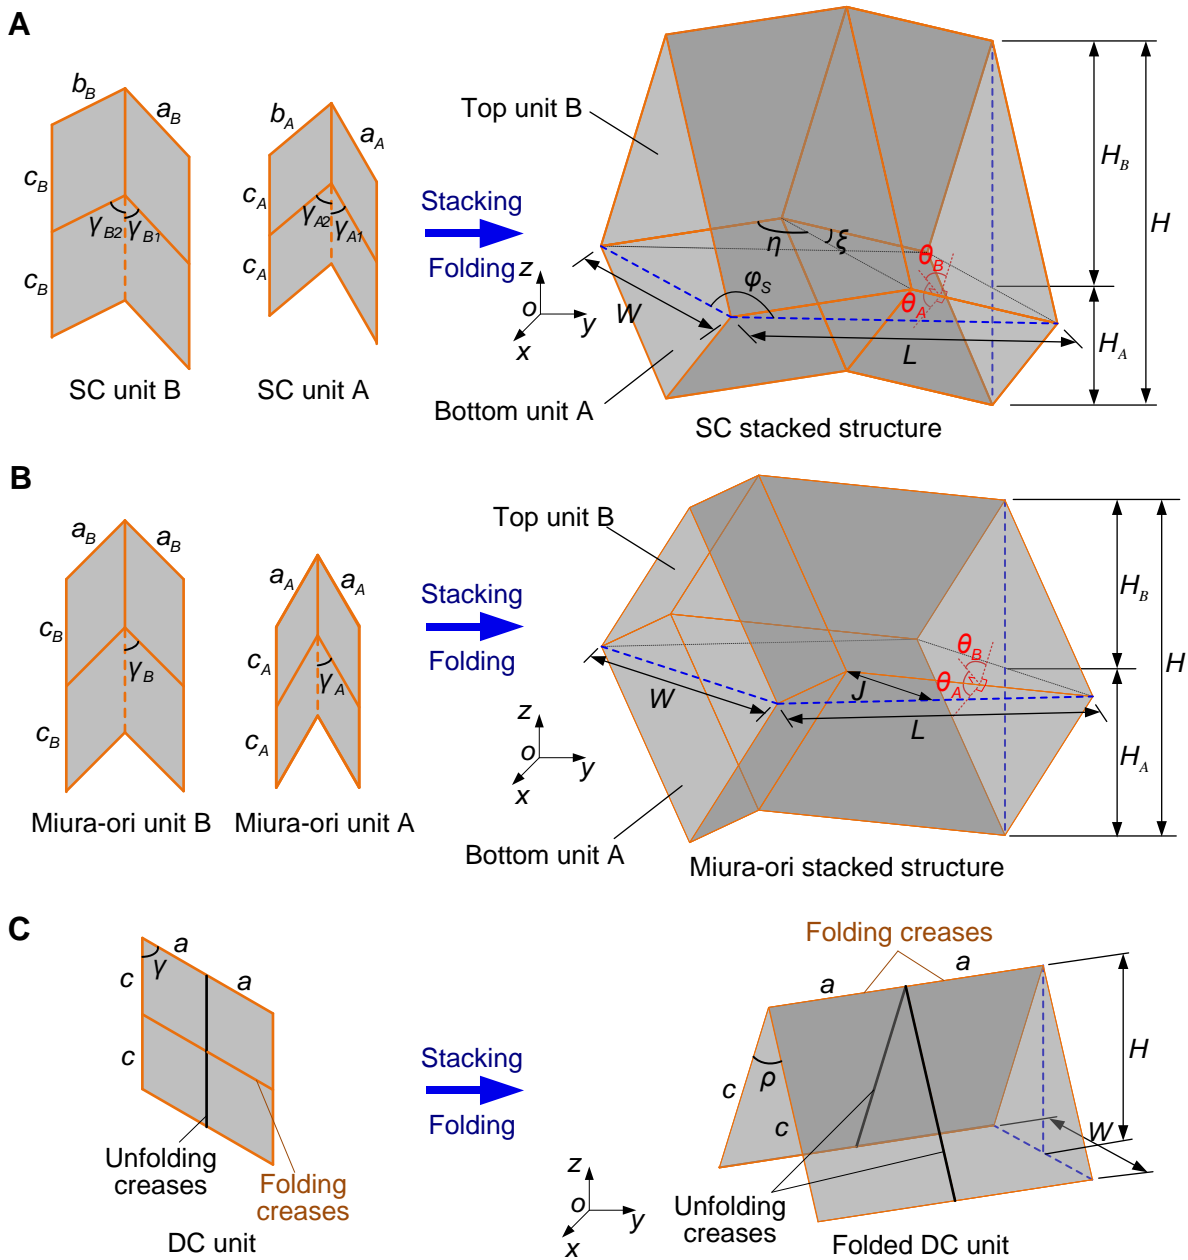 A
b_B
a_B
c_B
γ_B2
γ_B1
c_B
SC unit B
b_A
a_A
c_A
γ_A2
γ_A1
c_A
SC unit A
Stacking
Folding
Top unit B
Bottom unit A
z
o
y
x
W
η
ξ
φ_S
θ_B
θ_A
L
H_B
H
H_A
SC stacked structure
B
a_B
a_B
c_B
γ_B
c_B
Miura-ori unit B
a_A
a_A
c_A
γ_A
c_A
Miura-ori unit A
Stacking
Folding
Top unit B
Bottom unit A
z
o
y
x
W
J
θ_B
θ_A
L
H_B
H
H_A
Miura-ori stacked structure
C
a
γ
c
a
c
Unfolding
creases
Folding
creases
DC unit
Stacking
Folding
Folding creases
a
a
ρ
c
c
H
W
z
o
y
x
Unfolding
creases
Folded DC unit